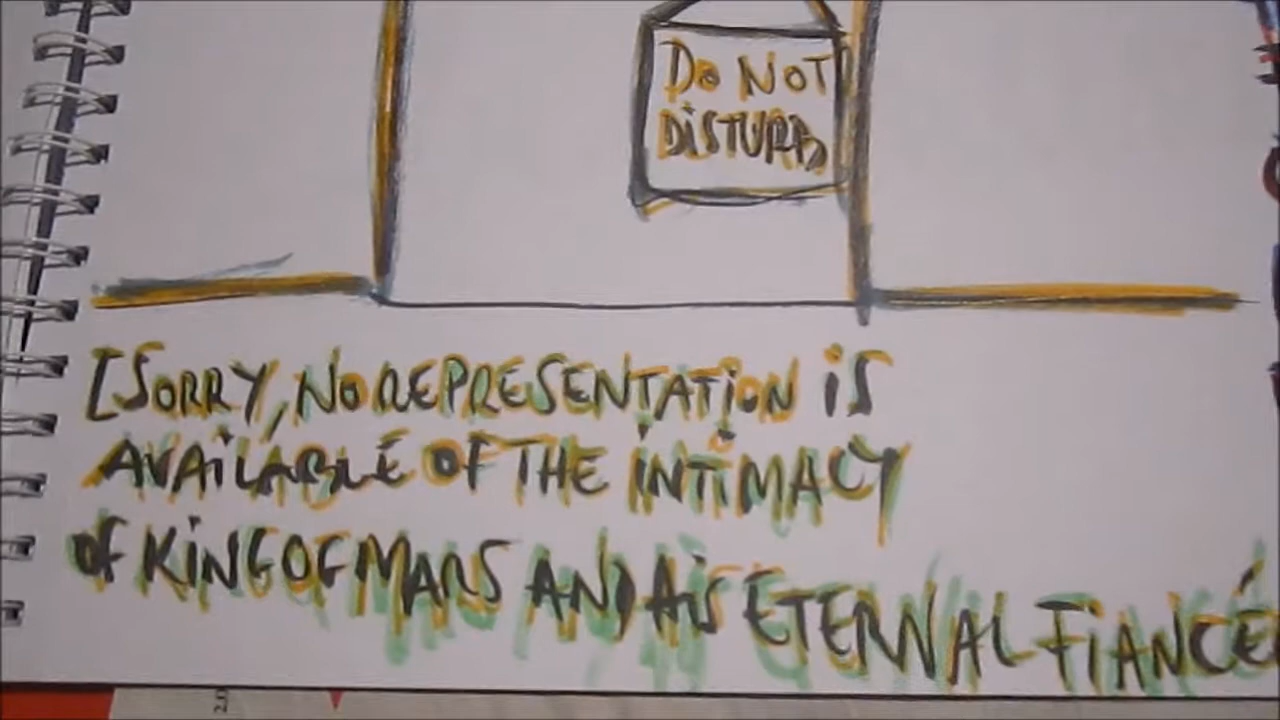 Do NOT
DISTURB
[SORRY, NO REPRESENTATION iS
AVAiLABLE OF THE iNTiMACY
OF KiNG OF MARS AND HiS ETERNAL FiANCÉ